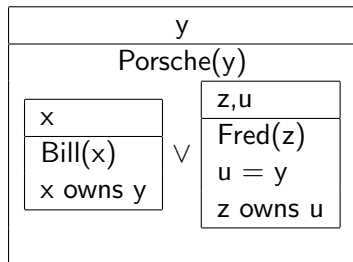 y
Porsche(y)
x
Bill(x)
x owns y
∨
z,u
Fred(z)
u = y
z owns u